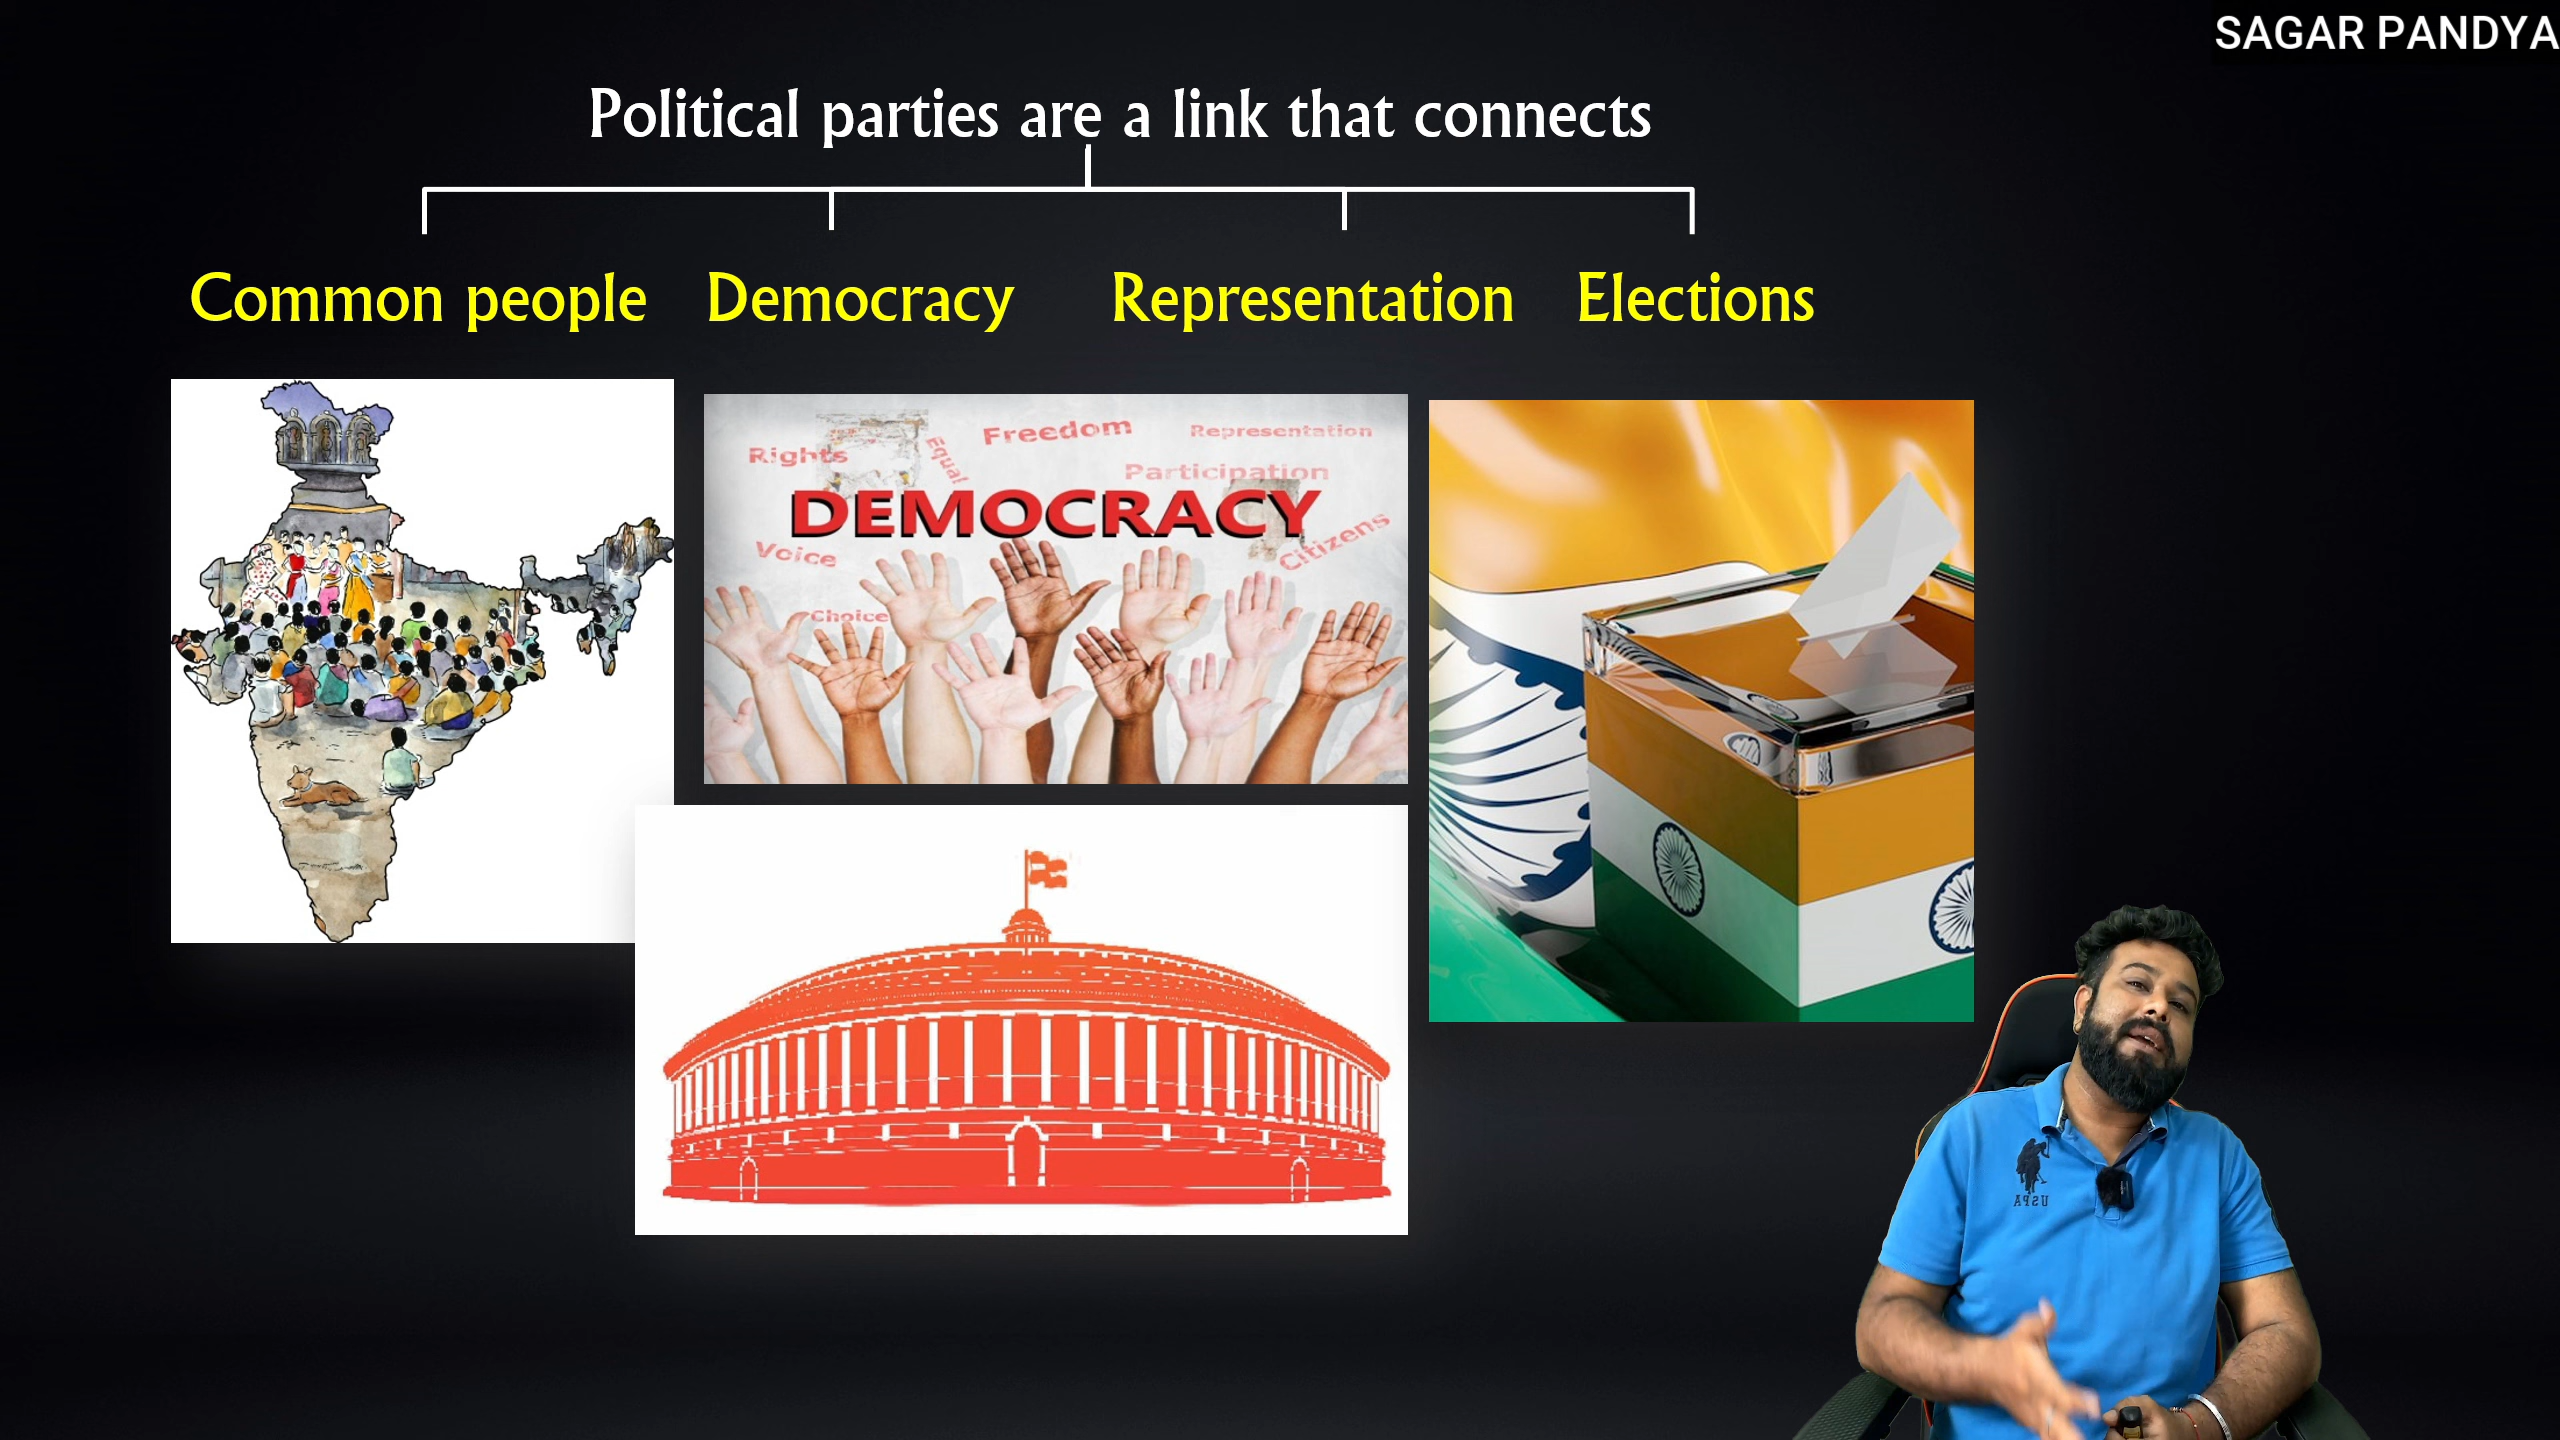 SAGAR PANDYA
Political parties are a link that connects
Common people Democracy Representation Elections
Rights
Equal
Freedom
Representation
Participation
DEMOCRACY
Voice
Citizens
Choice
USPA